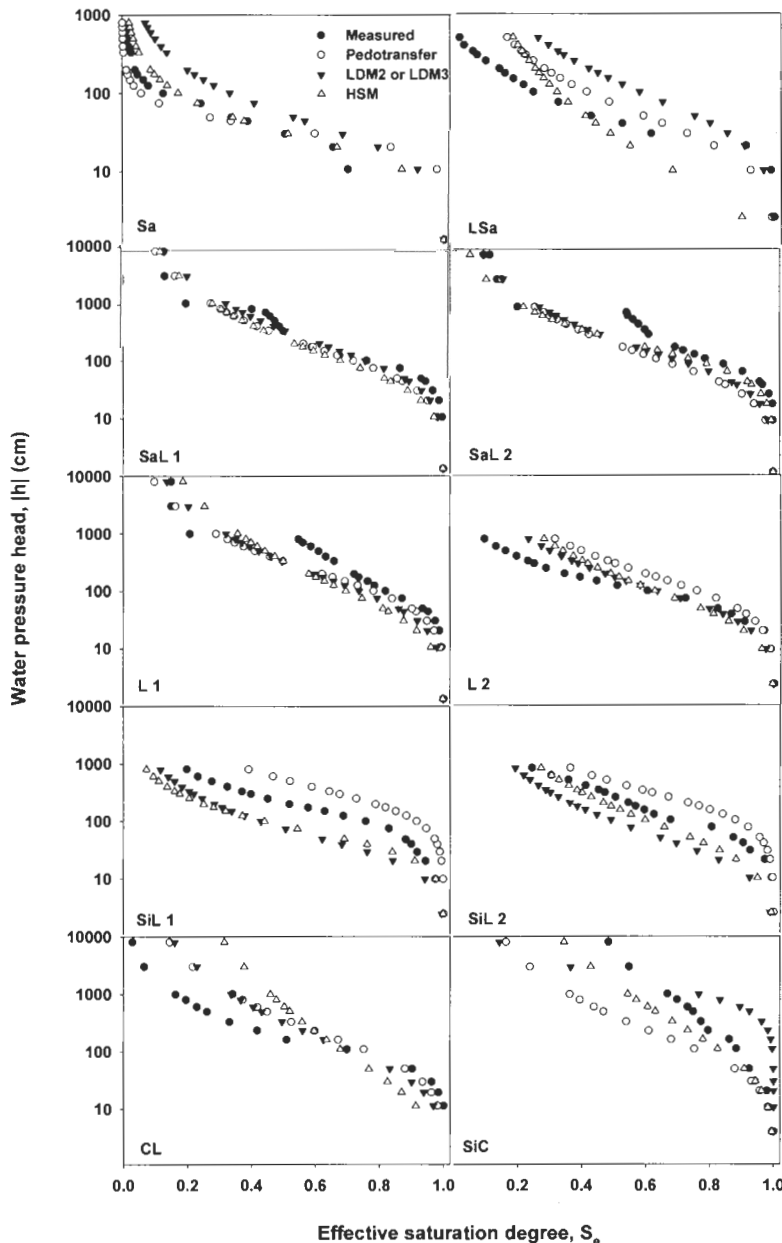 1000
100
10
Measured
Pedotransfer
LDM2 or LDM3
HSM
Sa
LSa
10000
1000
100
10
SaL 1
SaL 2
10000
1000
100
10
L 1
L 2
10000
1000
100
10
SiL 1
SiL 2
10000
1000
100
10
CL
SiC
0.0 0.2 0.4 0.6 0.8 1.0
0.2 0.4 0.6 0.8 1.0
Water pressure head, |h| (cm)
Effective saturation degree, Se